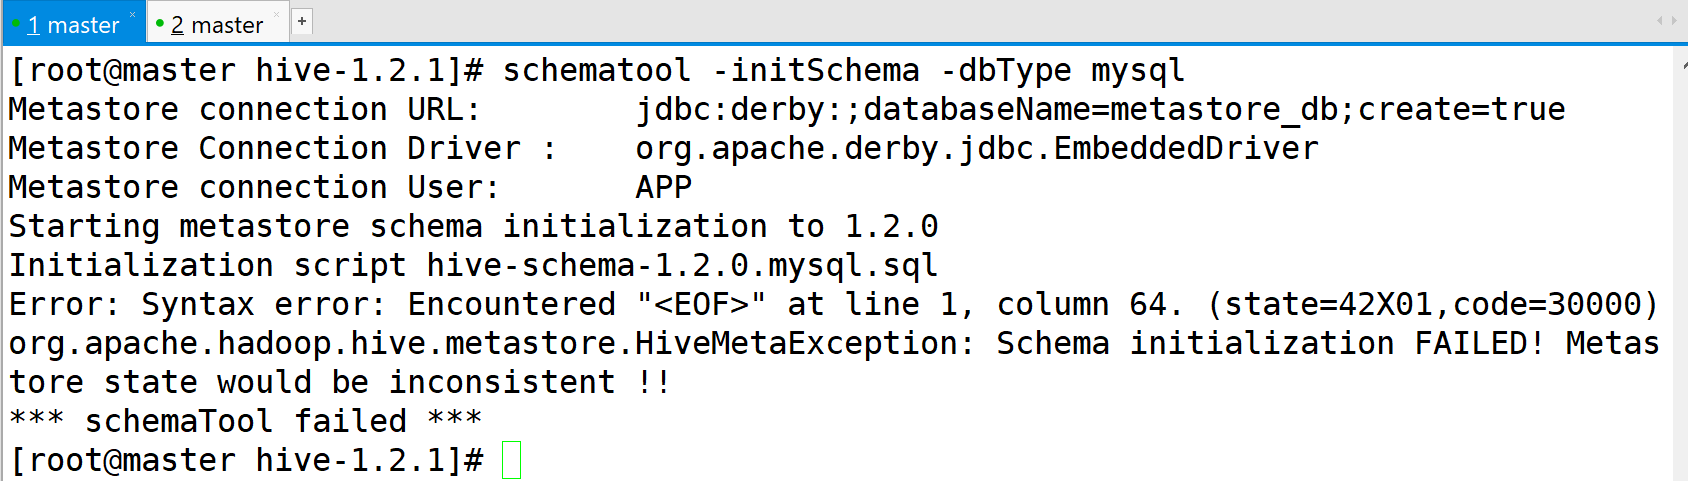 1 master × 2 master × +
[root@master hive-1.2.1]# schematool -initSchema -dbType mysql
Metastore connection URL:        jdbc:derby:;databaseName=metastore_db;create=true
Metastore Connection Driver :    org.apache.derby.jdbc.EmbeddedDriver
Metastore connection User:       APP
Starting metastore schema initialization to 1.2.0
Initialization script hive-schema-1.2.0.mysql.sql
Error: Syntax error: Encountered "<EOF>" at line 1, column 64. (state=42X01,code=30000)
org.apache.hadoop.hive.metastore.HiveMetaException: Schema initialization FAILED! Metas
tore state would be inconsistent !!
*** schemaTool failed ***
[root@master hive-1.2.1]#